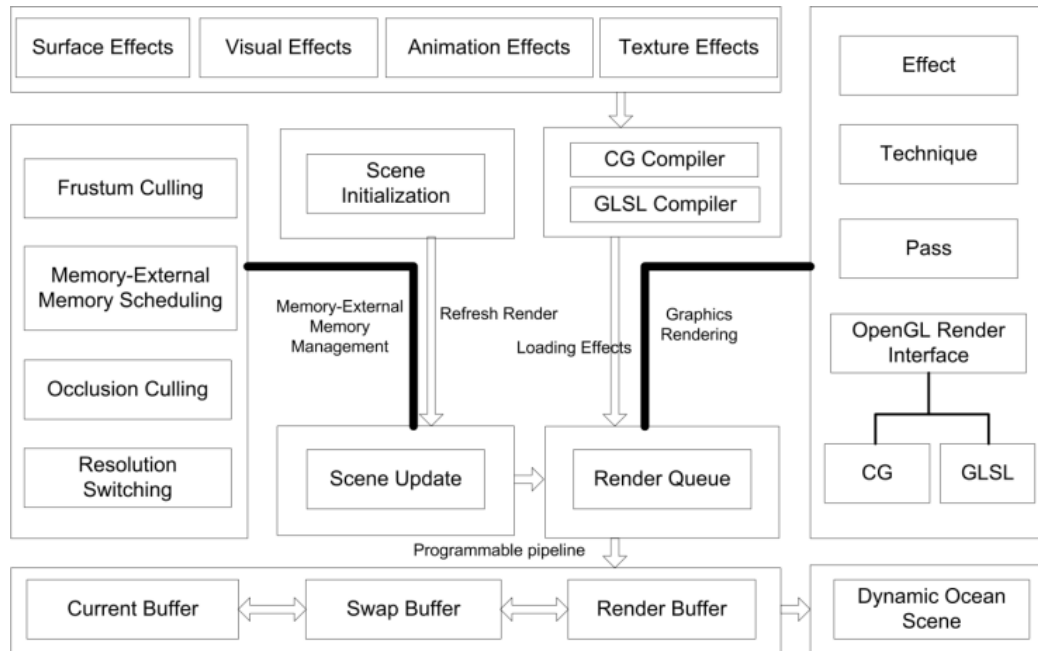 Surface Effects
Visual Effects
Animation Effects
Texture Effects
Effect
Technique
Pass
OpenGL Render
Interface
CG
GLSL
Frustum Culling
Memory-External
Memory Scheduling
Occlusion Culling
Resolution
Switching
Scene
Initialization
CG Compiler
GLSL Compiler
Memory-External
Memory
Management
Refresh Render
Loading Effects
Graphics
Rendering
Scene Update
Render Queue
Programmable pipeline
Current Buffer
Swap Buffer
Render Buffer
Dynamic Ocean
Scene